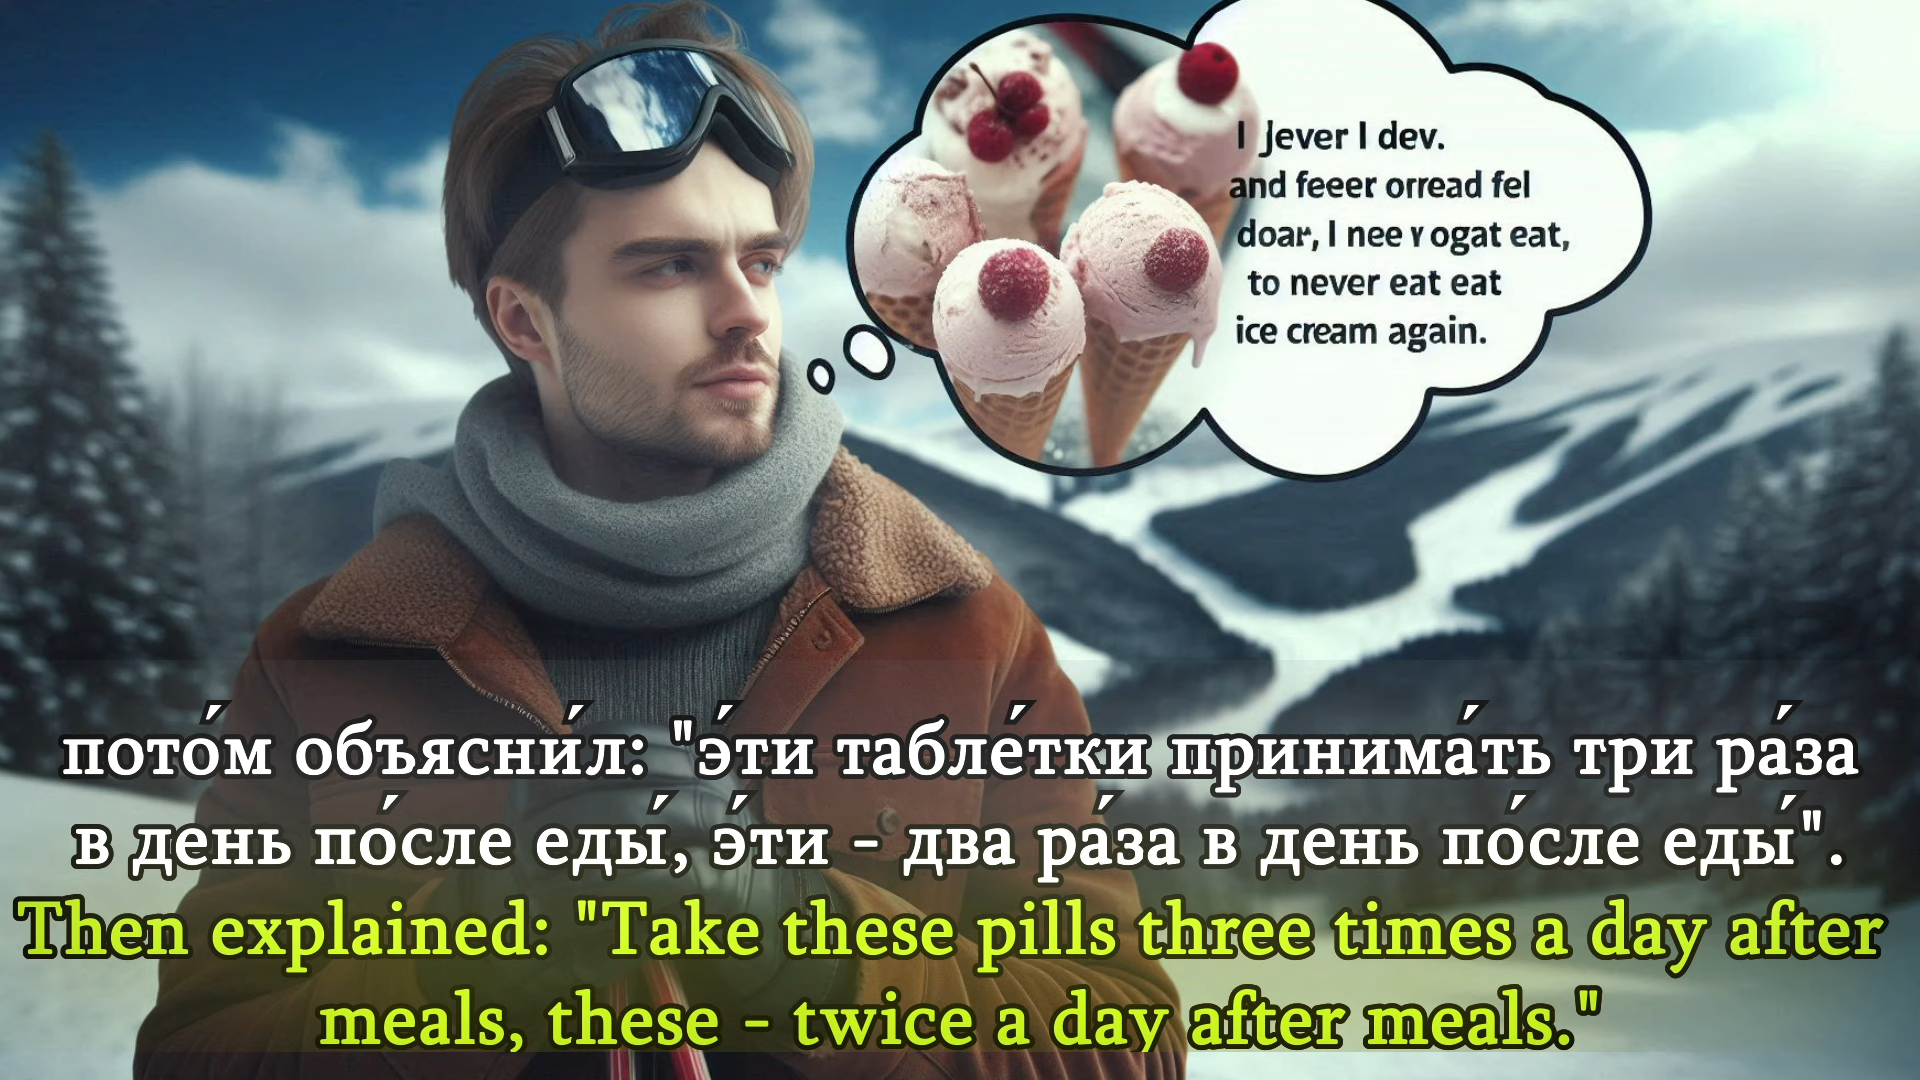 I Jever I dev.
and feeer orread fel
doar, I nee v ogat eat,
to never eat eat
ice cream again.
пото́м объясни́л: "э́ти табле́тки принима́ть три ра́за
в день по́сле еды́, э́ти - два ра́за в день по́сле еды́".
Then explained: "Take these pills three times a day after
meals, these - twice a day after meals."